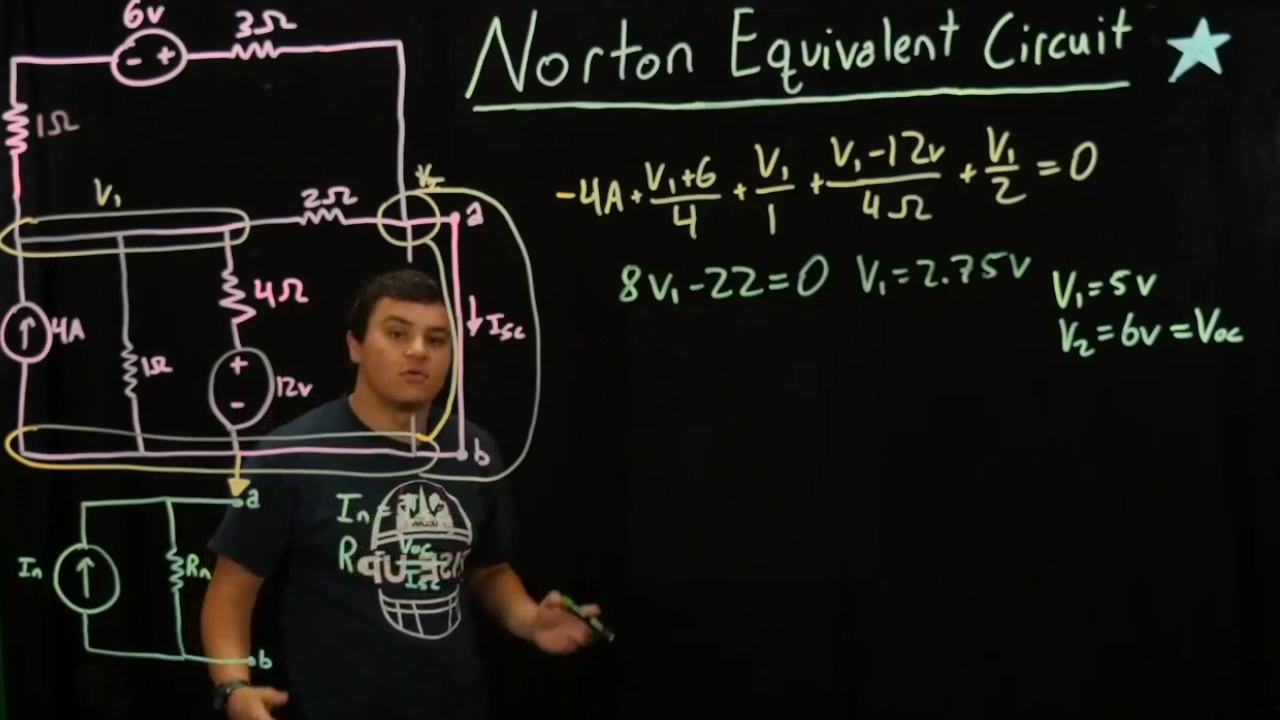 Norton Equivalent Circuit
6v
- +
3Ω
1Ω
V₁
2Ω
V₂
a
-4A + (V₁+6)/4 + V₁/1 + (V₁-12v)/4Ω + V₁/2 = 0
8V₁-22=0 V₁=2.75v
V₁=5v
V₂=6v=Voc
4Ω
4A
1Ω
+
-
12v
Isc
b
a
In
Rn
b
In =
Voc
Isc